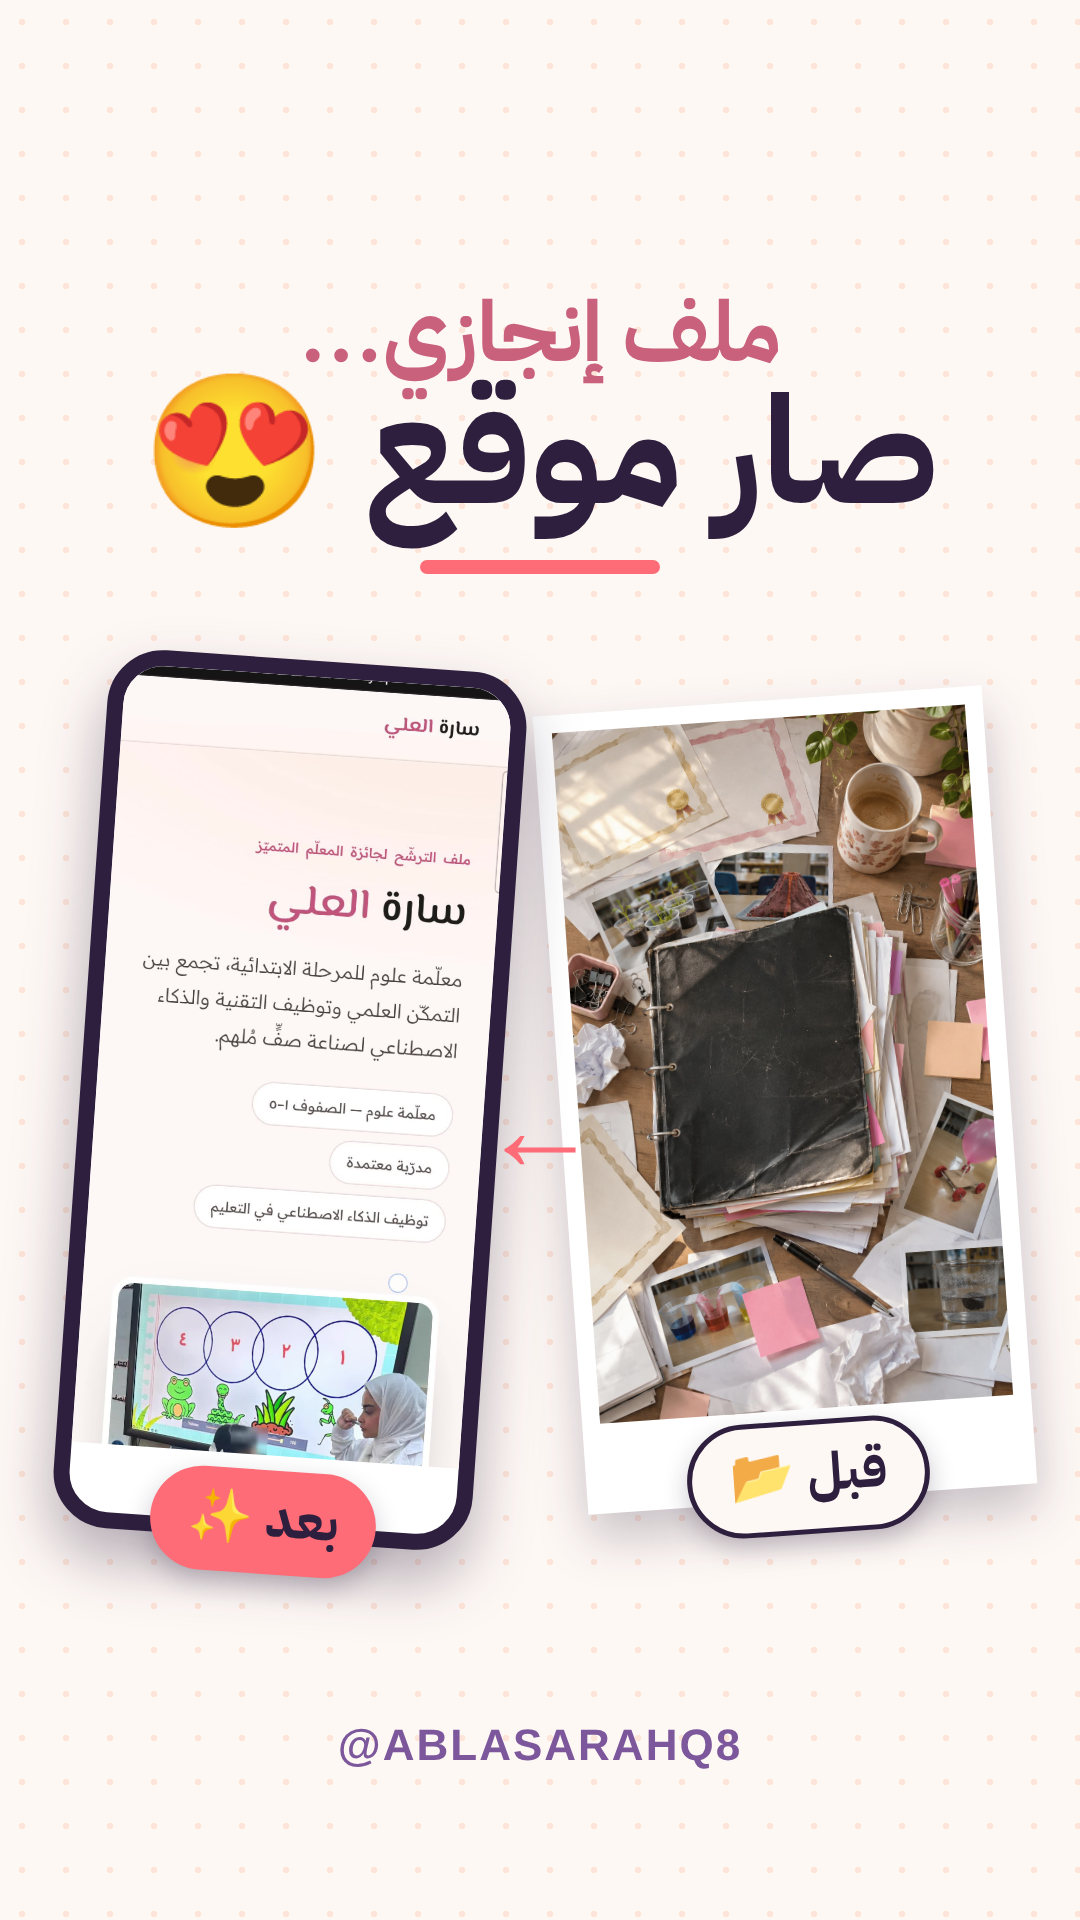 ملف إنجازي...
صار موقع 😍
سارة العلي
ملف الترشّح لجائزة المعلّم المتميّز
سارة العلي
معلّمة علوم للمرحلة الابتدائية، تجمع بين
التمكّن العلمي وتوظيف التقنية والذكاء
الاصطناعي لصناعة صفٍّ مُلهم.
معلّمة علوم — الصفوف ١-٥
مدرّبة معتمدة
توظيف الذكاء الاصطناعي في التعليم
١ ٢ ٣ ٤
قبل 📂
بعد ✨
@ABLASARAHQ8